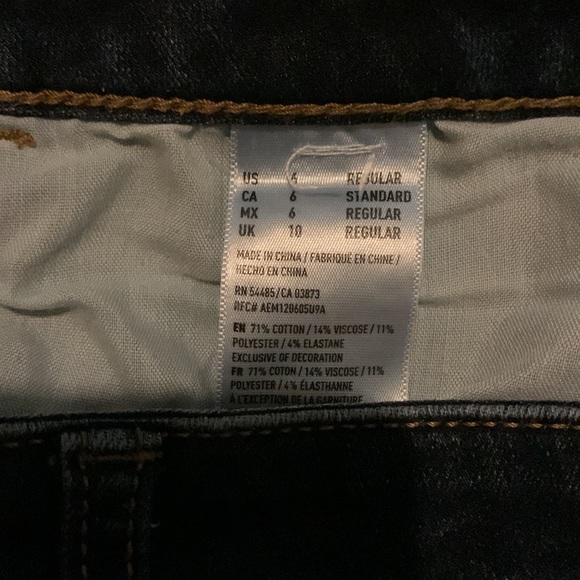 US 6 REGULAR
CA 6 STANDARD
MX 6 REGULAR
UK 10 REGULAR
MADE IN CHINA / FABRIQUÉ EN CHINE /
HECHO EN CHINA
RN 54485/CA 03873
RFC# AEM120605U9A
EN 71% COTTON / 14% VISCOSE / 11%
POLYESTER / 4% ELASTANE
EXCLUSIVE OF DECORATION
FR 71% COTON / 14% VISCOSE / 11%
POLYESTER / 4% ÉLASTHANNE
À L'EXCEPTION DE LA GARNITURE